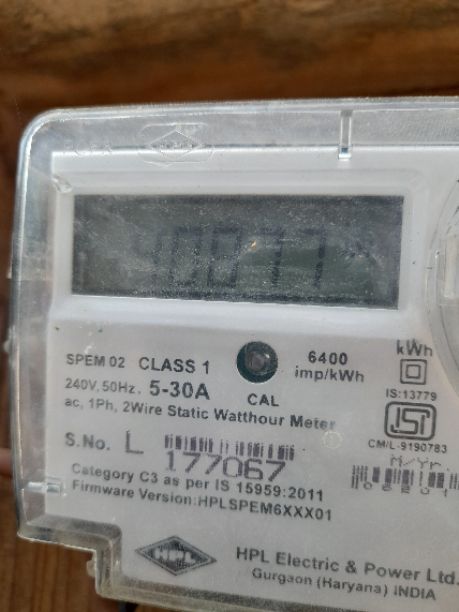 SPEM 02 CLASS 1
6400
imp/kWh
kWh
240V, 50Hz. 5-30A
CAL
IS:13779
ac, 1Ph, 2Wire Static Watthour Meter
ISI
CM/L-9190783
S.No. L
177067
M/Yr.
Category C3 as per IS 15959:2011
Firmware Version:HPLSPEM6XXX01
HPL
HPL Electric & Power Ltd.
Gurgaon (Haryana) INDIA